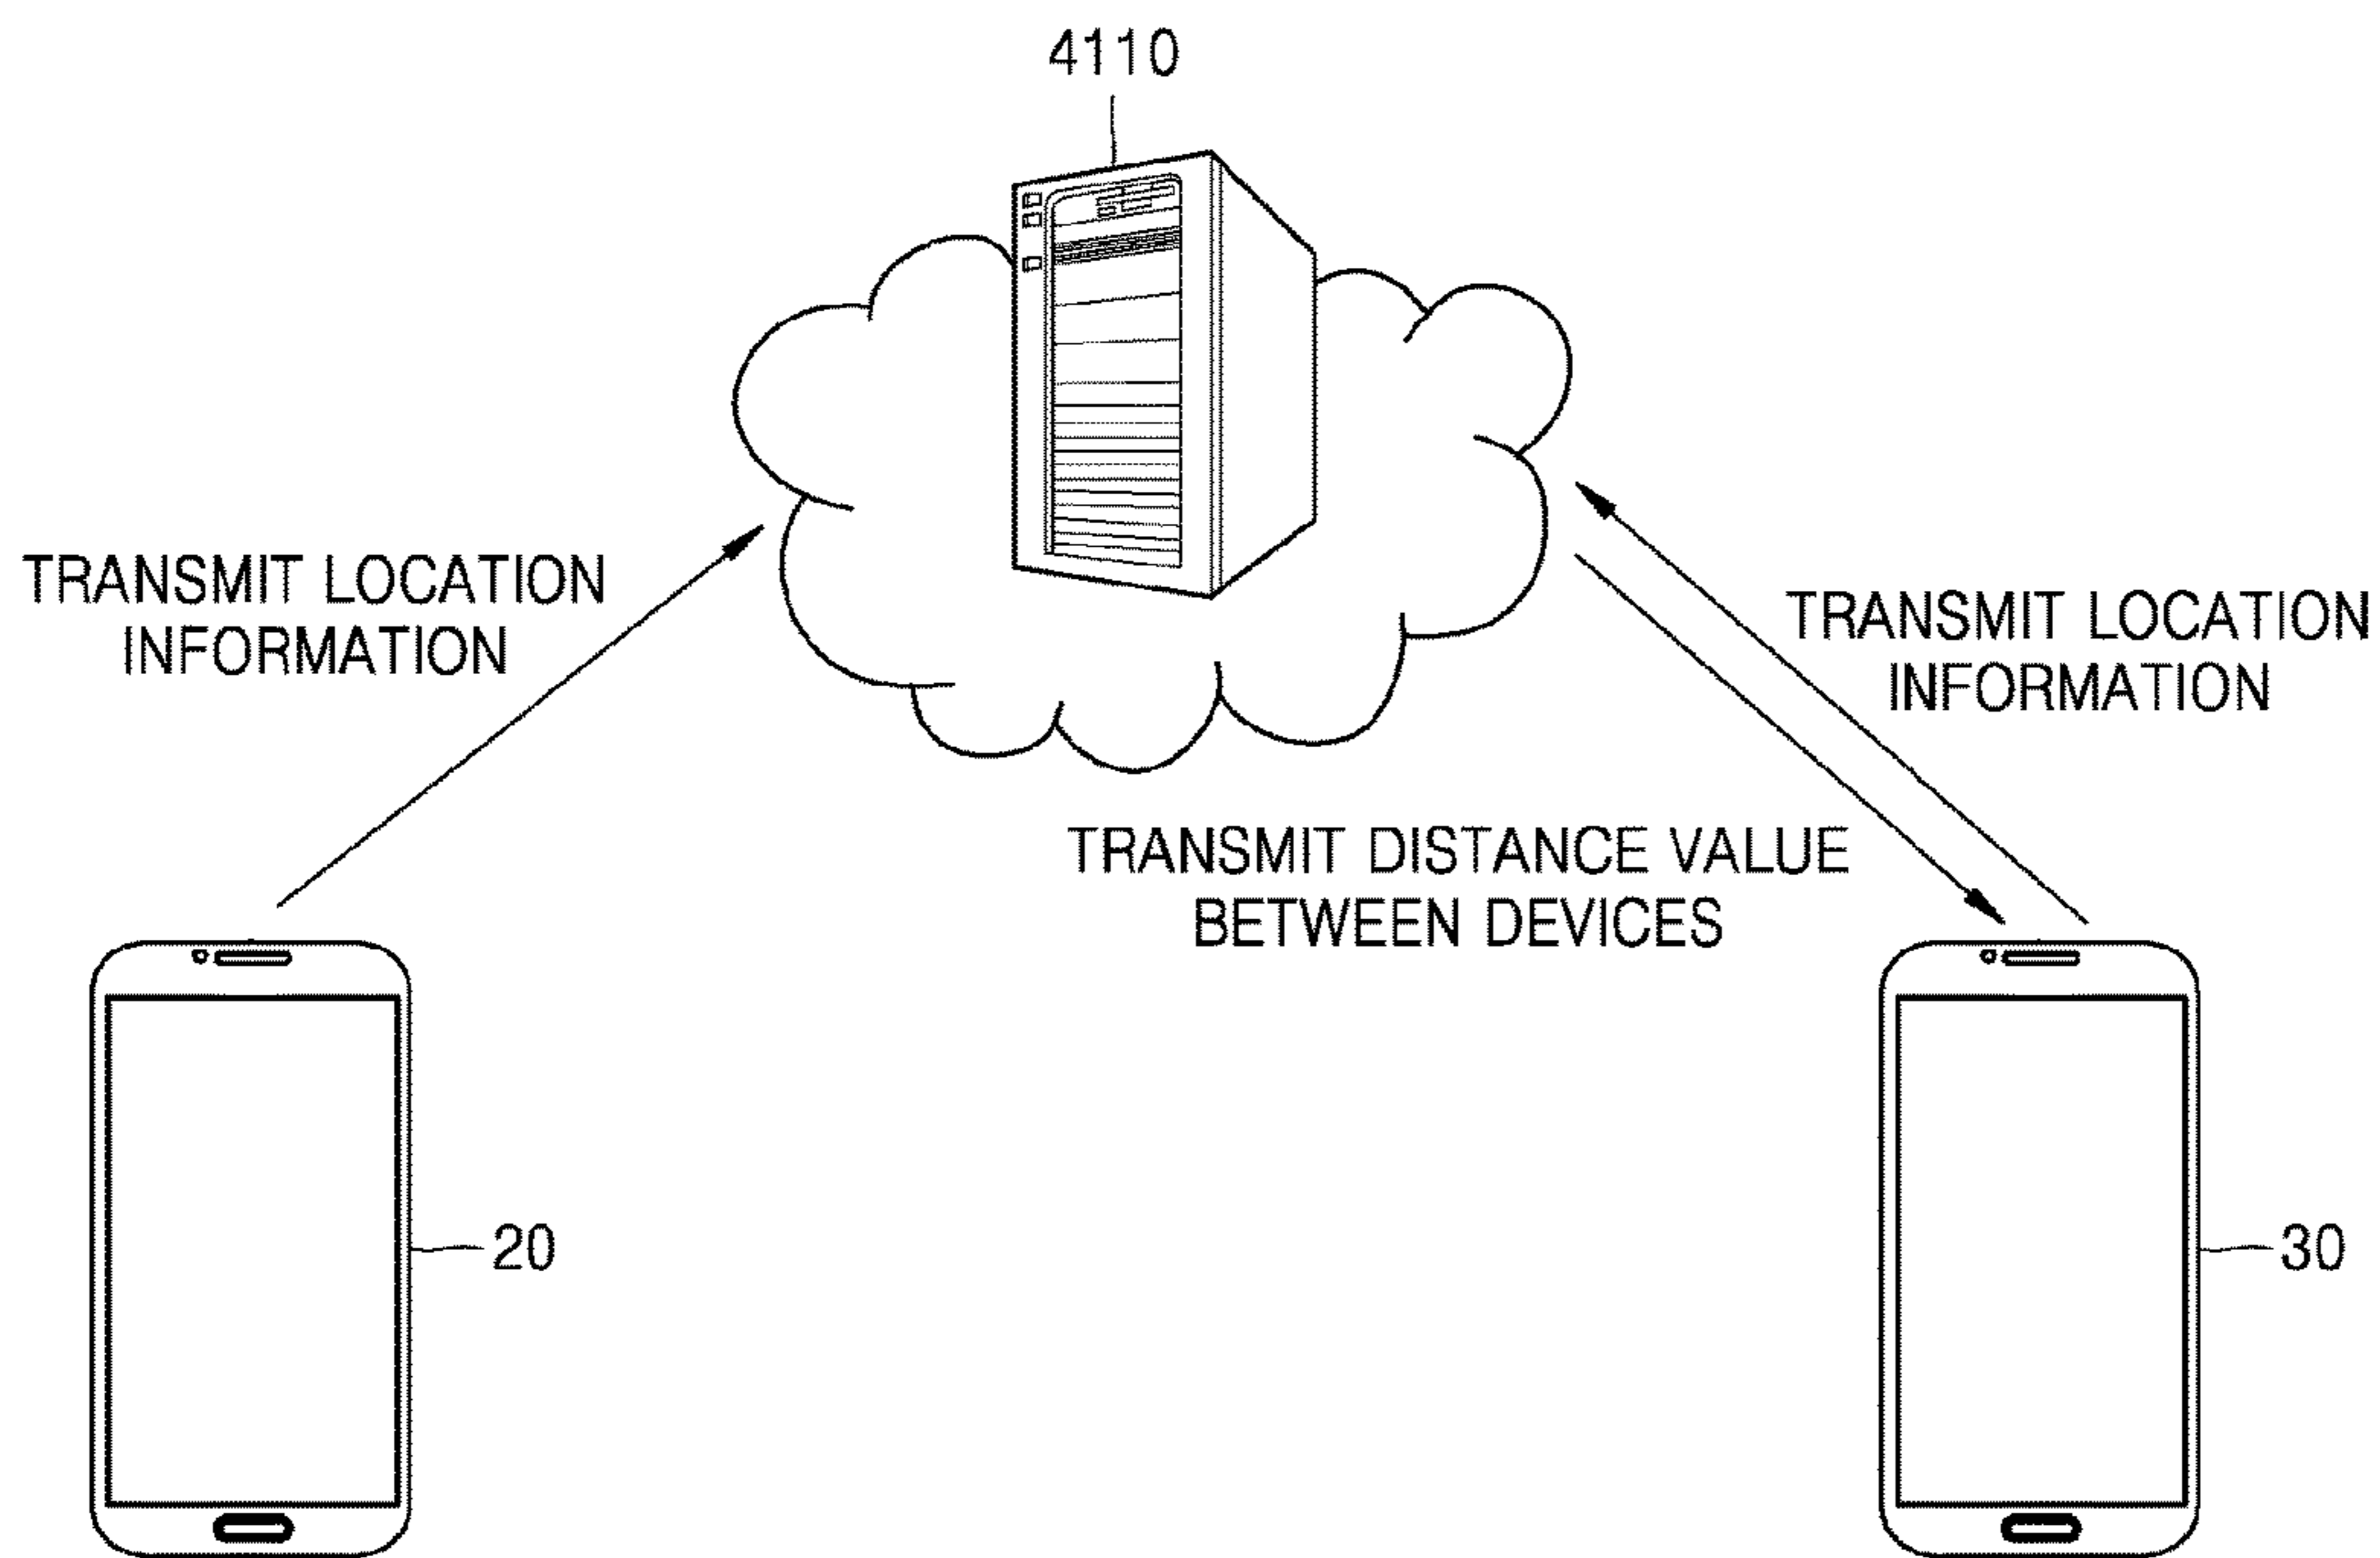 4110
TRANSMIT LOCATION
INFORMATION
TRANSMIT LOCATION
INFORMATION
TRANSMIT DISTANCE VALUE
BETWEEN DEVICES
20
30